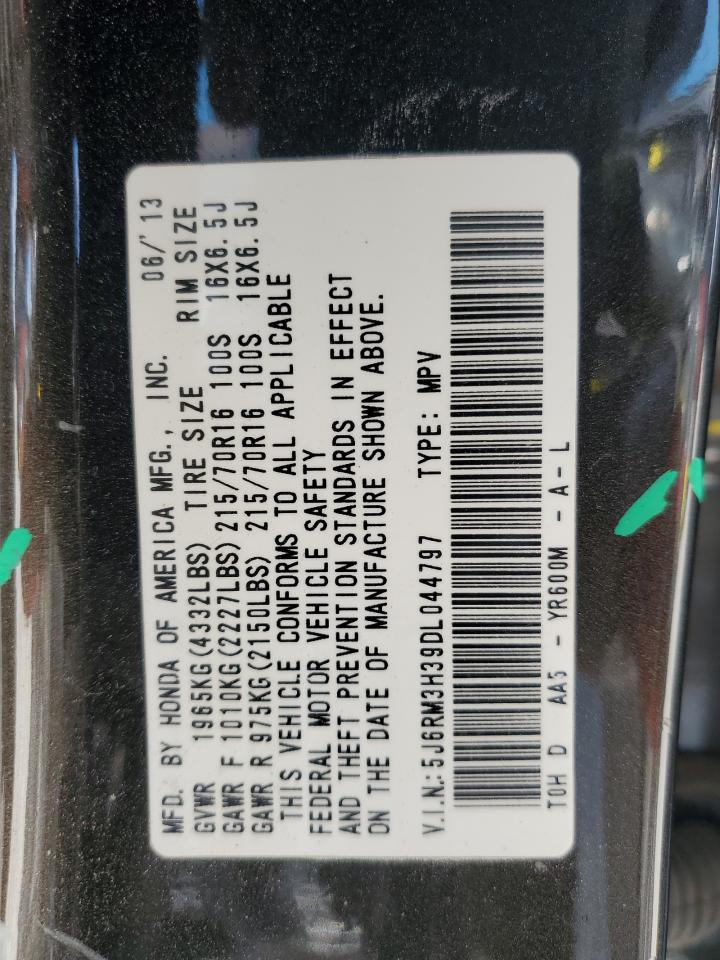 MFD. BY HONDA OF AMERICA MFG., INC. 06/'13
GVWR 1965KG(4332LBS) TIRE SIZE RIM SIZE
GAWR F 1010KG(2227LBS) 215/70R16 100S 16X6.5J
GAWR R 975KG(2150LBS) 215/70R16 100S 16X6.5J
THIS VEHICLE CONFORMS TO ALL APPLICABLE
FEDERAL MOTOR VEHICLE SAFETY
AND THEFT PREVENTION STANDARDS IN EFFECT
ON THE DATE OF MANUFACTURE SHOWN ABOVE.
V.I.N.:5J6RM3H39DL044797 TYPE: MPV
TOH D AA5 - YR600M - A - L